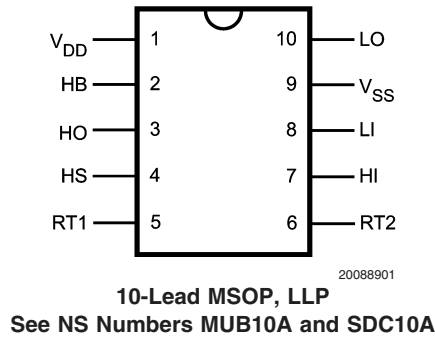 VDD 1 10 LO
HB 2 9 VSS
HO 3 8 LI
HS 4 7 HI
RT1 5 6 RT2
20088901
10-Lead MSOP, LLP
See NS Numbers MUB10A and SDC10A